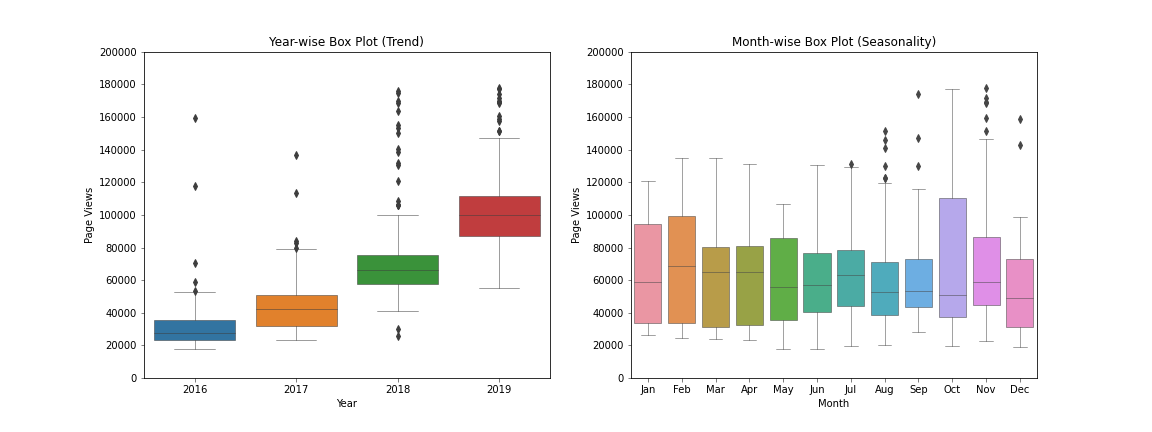 Year-wise Box Plot (Trend)
200000
180000
160000
140000
120000
100000
80000
60000
40000
20000
0
Page Views
2016 2017 2018 2019
Year
Month-wise Box Plot (Seasonality)
200000
180000
160000
140000
120000
100000
80000
60000
40000
20000
0
Page Views
Jan Feb Mar Apr May Jun Jul Aug Sep Oct Nov Dec
Month